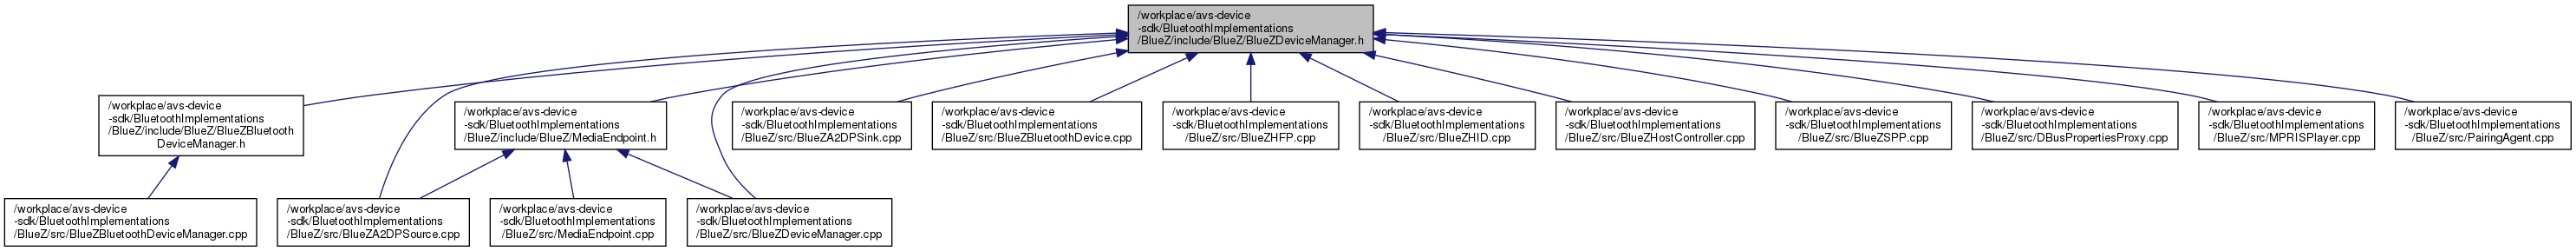 /workplace/avs-device
-sdk/BluetoothImplementations
/BlueZ/include/BlueZ/BlueZDeviceManager.h
/workplace/avs-device
-sdk/BluetoothImplementations
/BlueZ/include/BlueZ/BlueZBluetooth
DeviceManager.h
/workplace/avs-device
-sdk/BluetoothImplementations
/BlueZ/include/BlueZ/MediaEndpoint.h
/workplace/avs-device
-sdk/BluetoothImplementations
/BlueZ/src/BlueZA2DPSink.cpp
/workplace/avs-device
-sdk/BluetoothImplementations
/BlueZ/src/BlueZBluetoothDevice.cpp
/workplace/avs-device
-sdk/BluetoothImplementations
/BlueZ/src/BlueZHFP.cpp
/workplace/avs-device
-sdk/BluetoothImplementations
/BlueZ/src/BlueZHID.cpp
/workplace/avs-device
-sdk/BluetoothImplementations
/BlueZ/src/BlueZHostController.cpp
/workplace/avs-device
-sdk/BluetoothImplementations
/BlueZ/src/BlueZSPP.cpp
/workplace/avs-device
-sdk/BluetoothImplementations
/BlueZ/src/DBusPropertiesProxy.cpp
/workplace/avs-device
-sdk/BluetoothImplementations
/BlueZ/src/MPRISPlayer.cpp
/workplace/avs-device
-sdk/BluetoothImplementations
/BlueZ/src/PairingAgent.cpp
/workplace/avs-device
-sdk/BluetoothImplementations
/BlueZ/src/BlueZBluetoothDeviceManager.cpp
/workplace/avs-device
-sdk/BluetoothImplementations
/BlueZ/src/BlueZA2DPSource.cpp
/workplace/avs-device
-sdk/BluetoothImplementations
/BlueZ/src/MediaEndpoint.cpp
/workplace/avs-device
-sdk/BluetoothImplementations
/BlueZ/src/BlueZDeviceManager.cpp